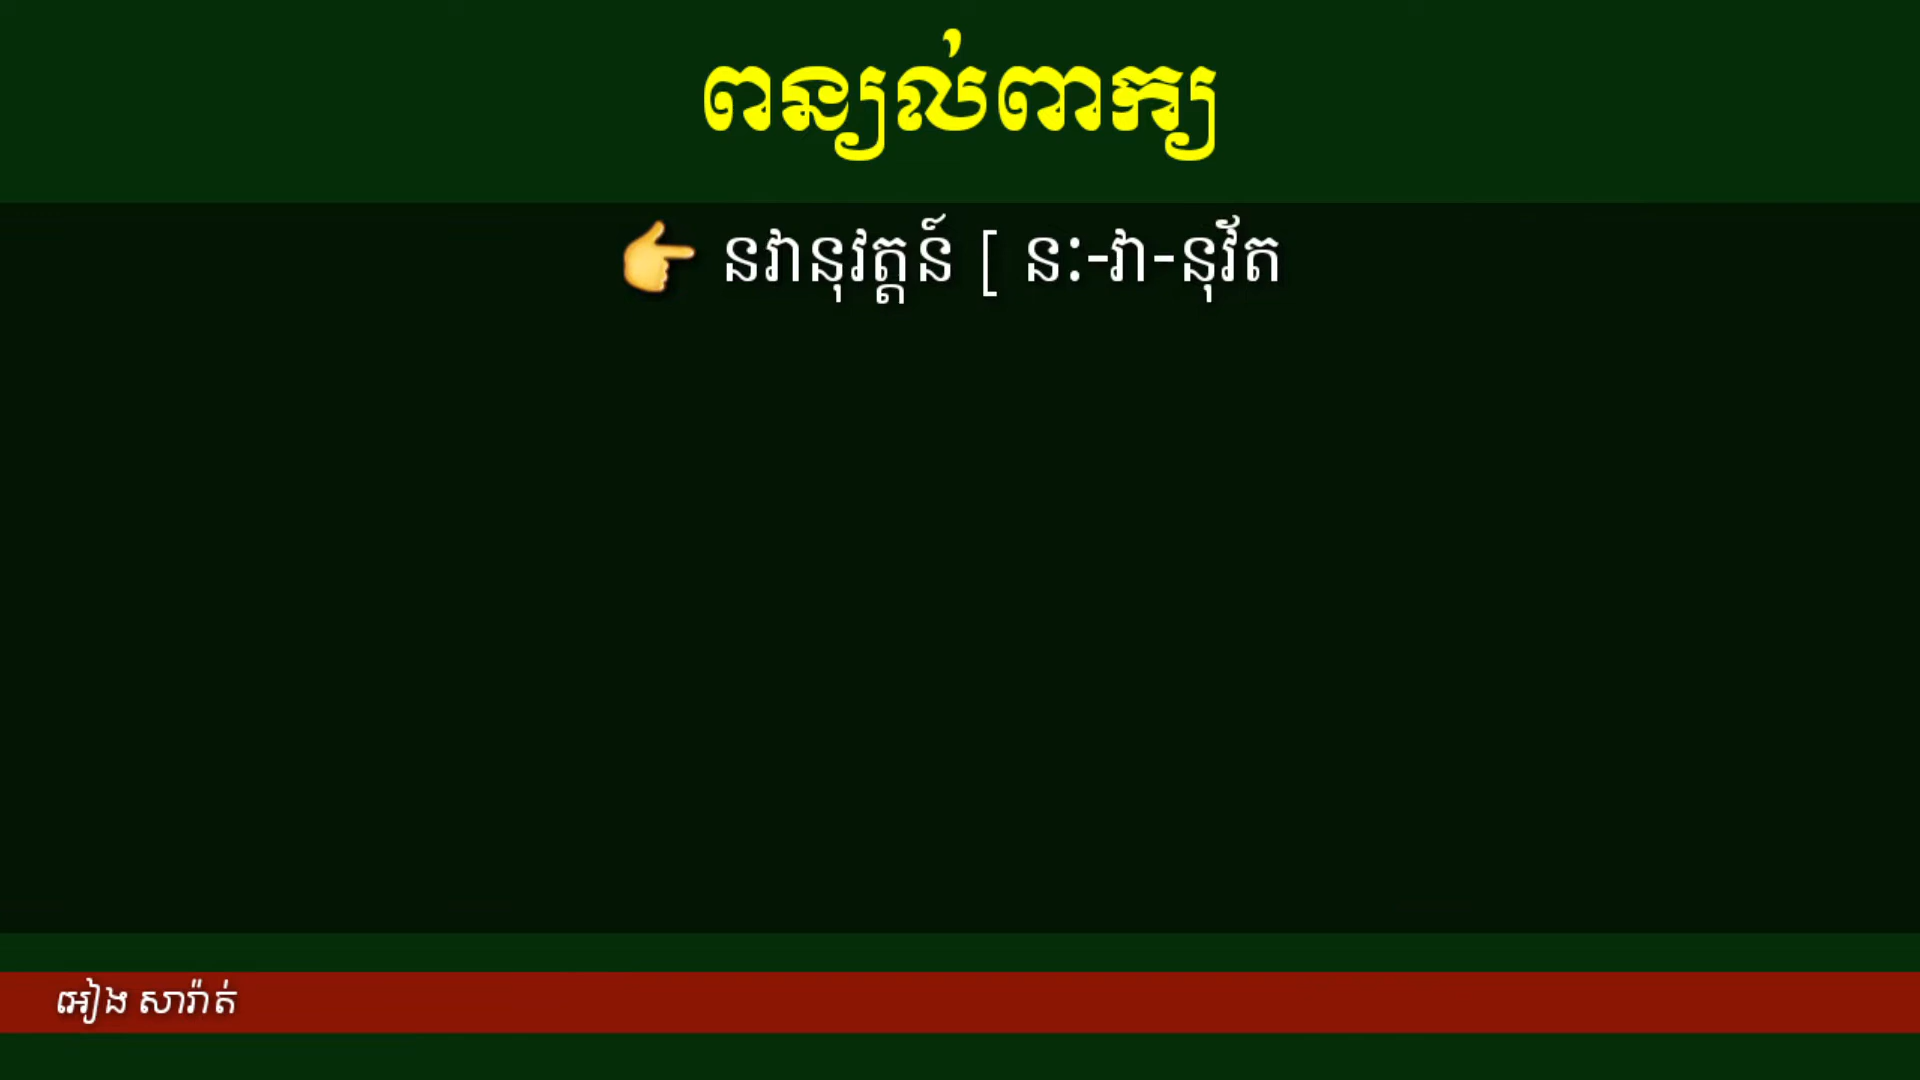 ពន្យល់ពាក្យ
👉 នវានុវត្តន៍ [ នៈ-វា-នុវ័ត
អៀង សារ៉ាត់